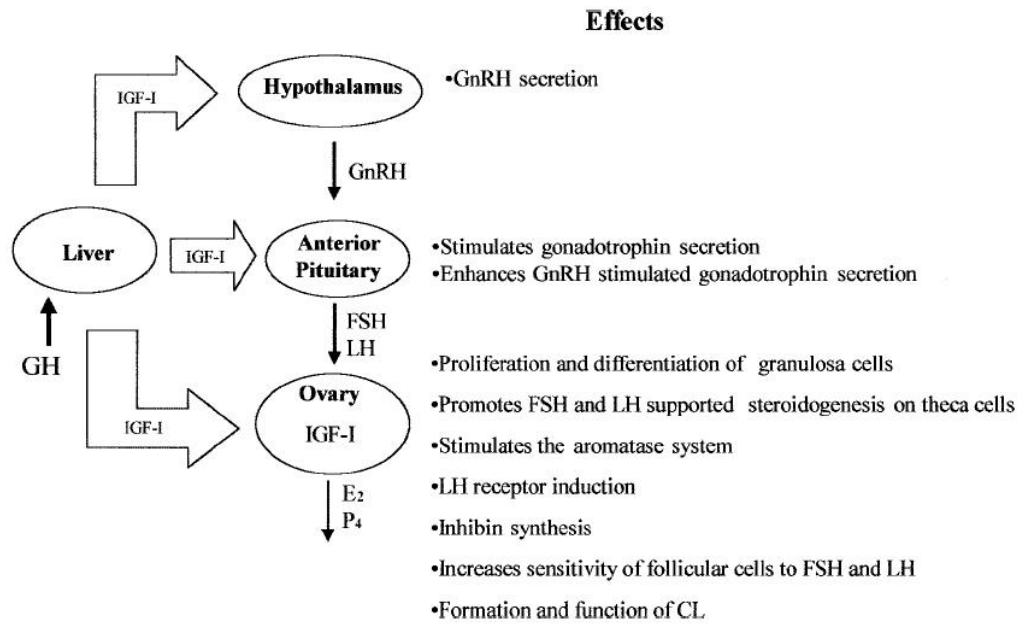 Effects
Hypothalamus
•GnRH secretion
IGF-I
GnRH
Liver
IGF-I
Anterior
Pituitary
•Stimulates gonadotrophin secretion
•Enhances GnRH stimulated gonadotrophin secretion
FSH
LH
GH
•Proliferation and differentiation of granulosa cells
Ovary
IGF-I
•Promotes FSH and LH supported steroidogenesis on theca cells
IGF-I
•Stimulates the aromatase system
E₂
P₄
•LH receptor induction
•Inhibin synthesis
•Increases sensitivity of follicular cells to FSH and LH
•Formation and function of CL